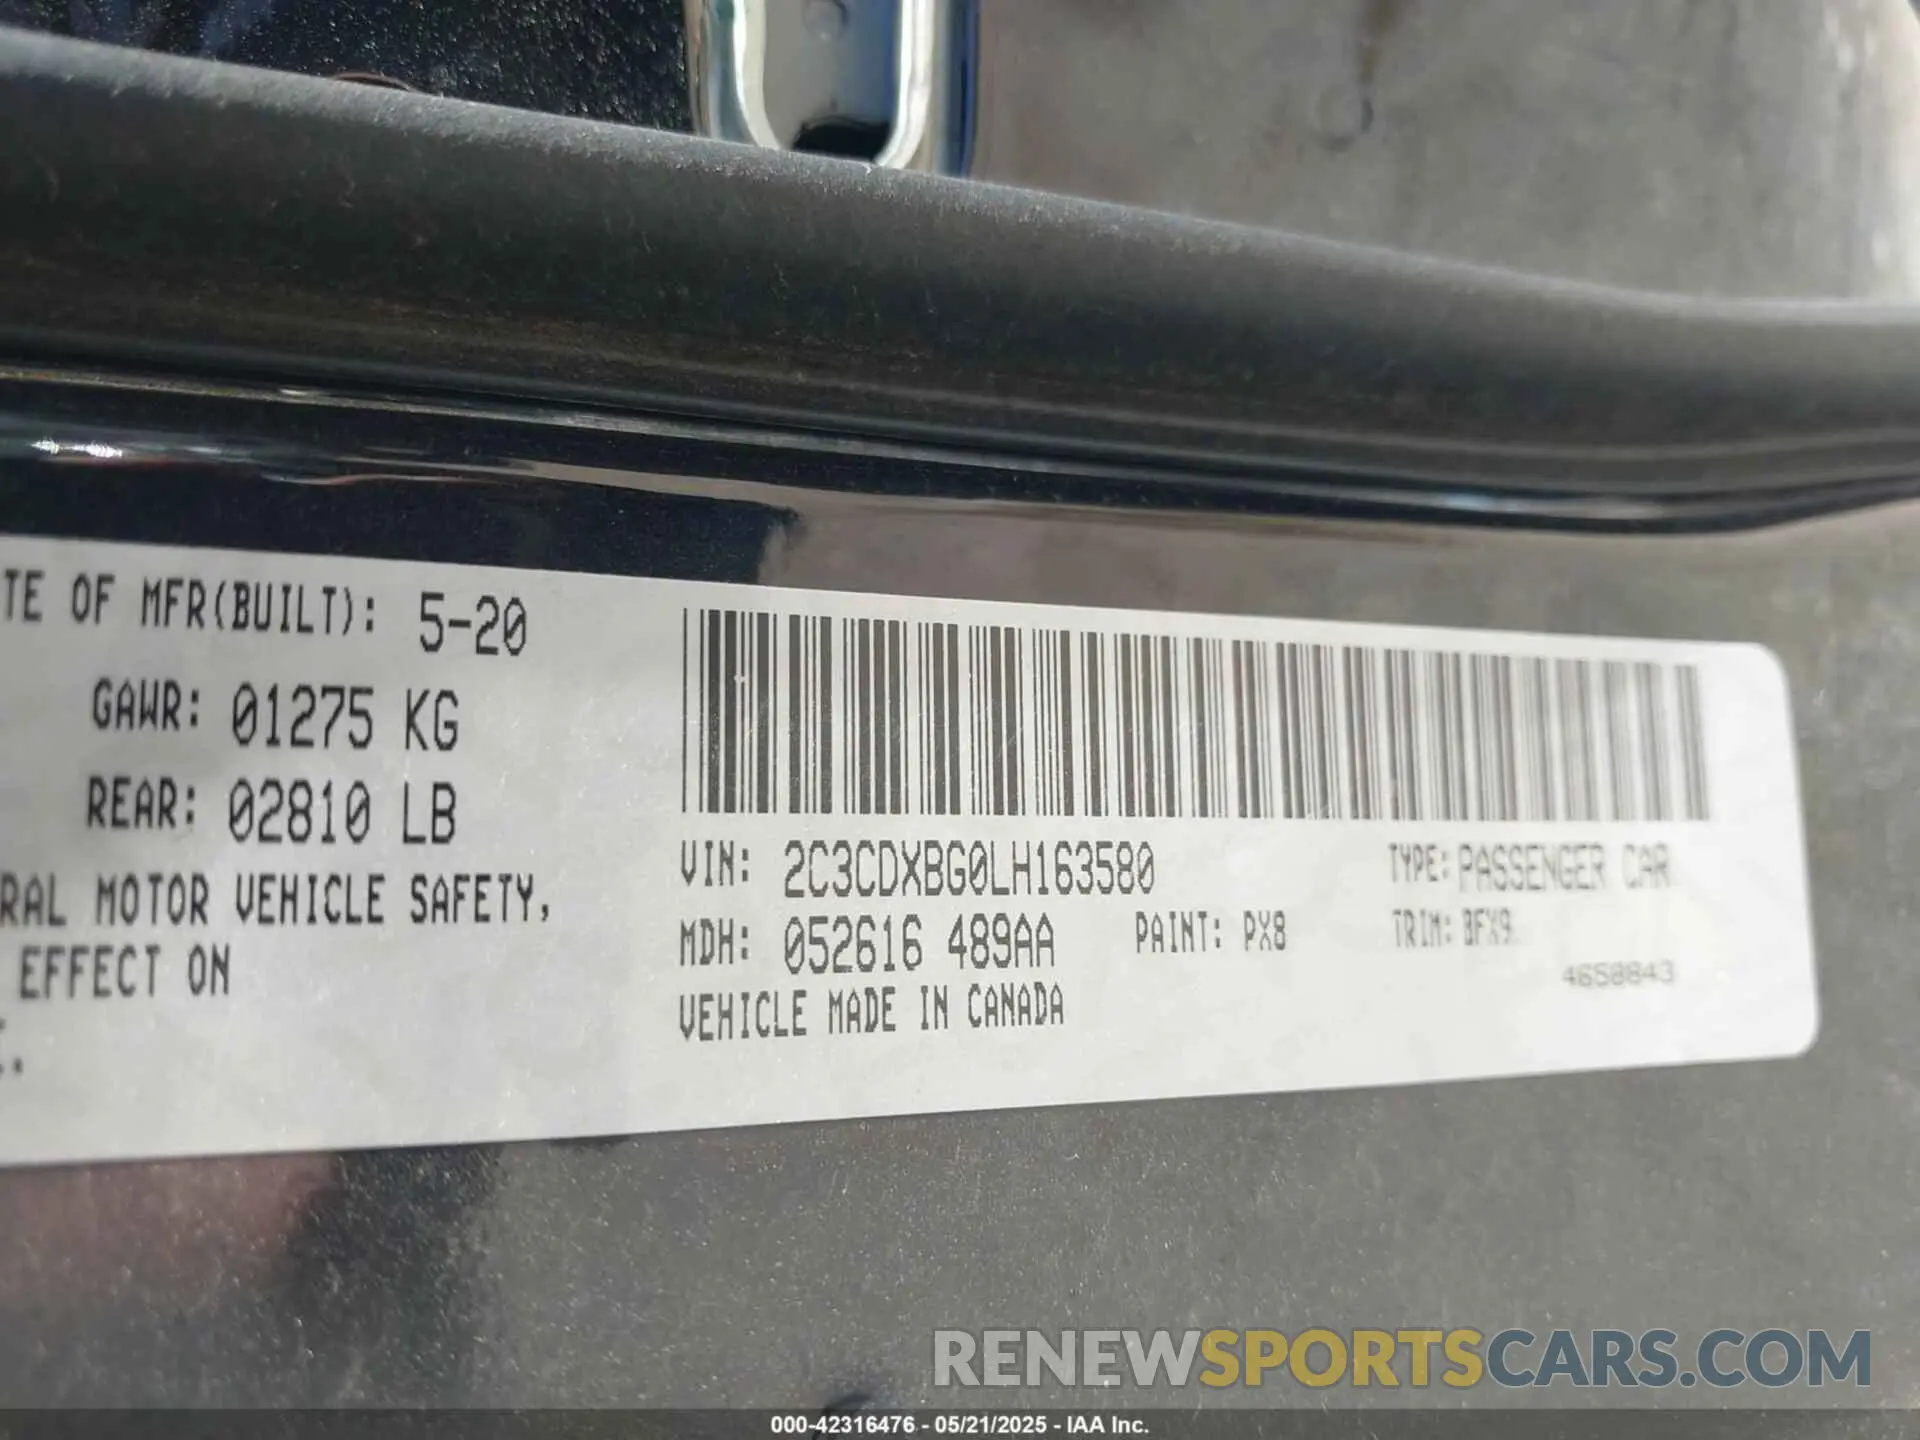 TE OF MFR(BUILT): 5-20
GAWR: 01275 KG
REAR: 02810 LB
RAL MOTOR VEHICLE SAFETY,
EFFECT ON
VIN: 2C3CDXBG0LH163580
TYPE: PASSENGER CAR
MDH: 052616 489AA PAINT: PX8
TRIM: BFX9
VEHICLE MADE IN CANADA
4658843
RENEWSPORTSCARS.COM
000-42316476 - 05/21/2025 - IAA Inc.